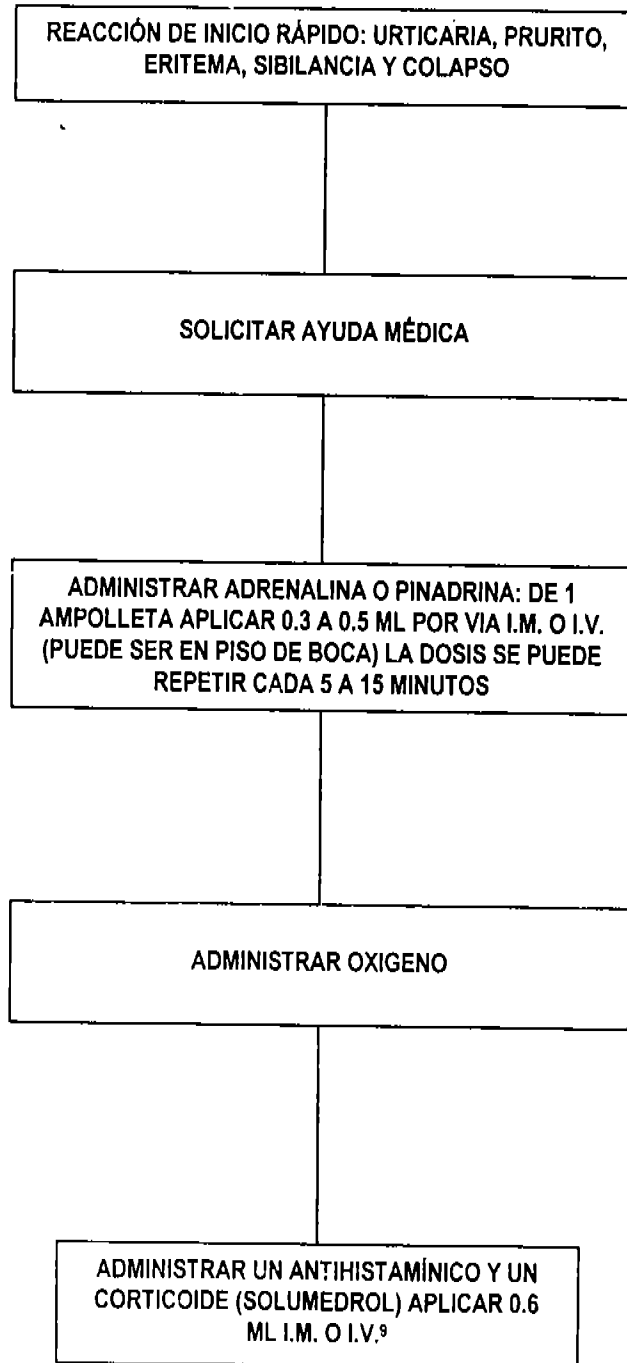 REACCIÓN DE INICIO RÁPIDO: URTICARIA, PRURITO,
ERITEMA, SIBILANCIA Y COLAPSO
SOLICITAR AYUDA MÉDICA
ADMINISTRAR ADRENALINA O PINADRINA: DE 1
AMPOLLETA APLICAR 0.3 A 0.5 ML POR VIA I.M. O I.V.
(PUEDE SER EN PISO DE BOCA) LA DOSIS SE PUEDE
REPETIR CADA 5 A 15 MINUTOS
ADMINISTRAR OXIGENO
ADMINISTRAR UN ANTIHISTAMÍNICO Y UN
CORTICOIDE (SOLUMEDROL) APLICAR 0.6
ML I.M. O I.V.⁹